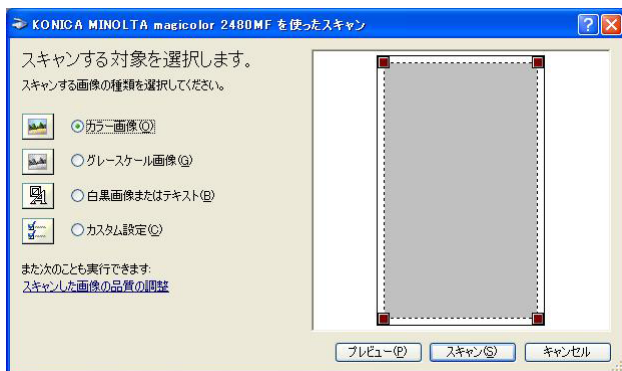 KONICA MINOLTA magicolor 2480MF を使ったスキャン
スキャンする対象を選択します。
スキャンする画像の種類を選択してください。
カラー画像(O)
グレースケール画像(G)
白黒画像またはテキスト(B)
カスタム設定(C)
また次のことも実行できます:
スキャンした画像の品質の調整
プレビュー(P) スキャン(S) キャンセル